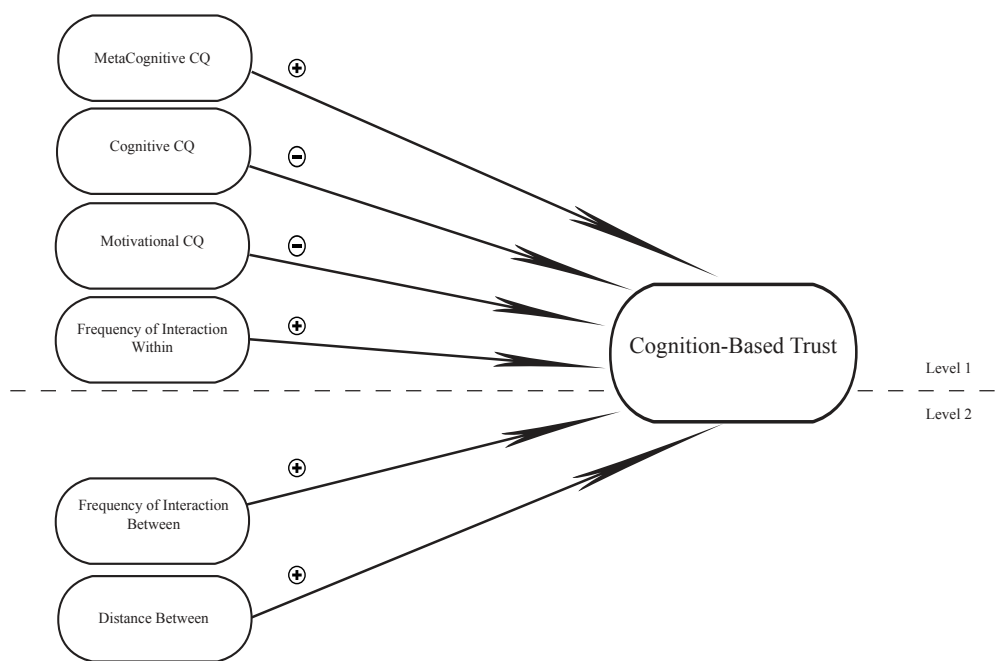 MetaCognitive CQ
+
Cognitive CQ
−
Motivational CQ
−
Frequency of Interaction
Within
+
Cognition-Based Trust
Level 1
Level 2
Frequency of Interaction
Between
+
Distance Between
+